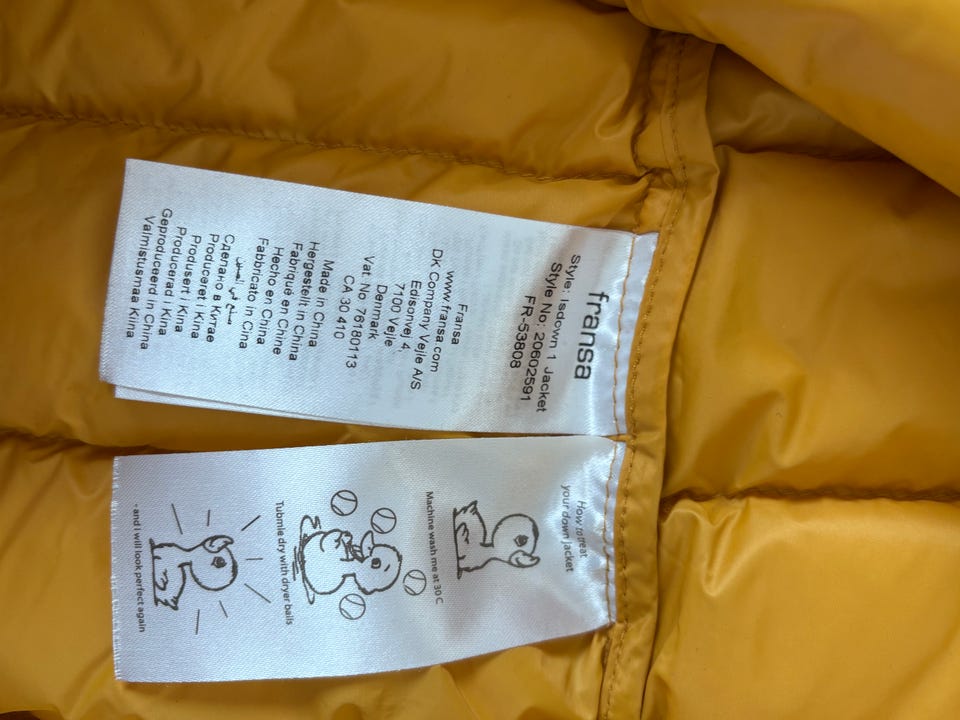 fransa
Style: Isdown 1 Jacket
Style No: 20602591
FR-53808
Fransa
www.fransa.com
DK Company Vejle A/S
Edisonvej 4,
7100 Vejle
Denmark
Vat. No 76180113
CA 30 410
Made in China
Hergestellt in China
Fabriqué en Chine
Hecho en Chine
Fabbricato in Cina
صنع في الصين
Сделано в Китае
Produceret i Kina
Produsert i Kina
Producerad i Kina
Geproduceerd in China
Valmistusmaa Kiina
How to treat
your down jacket
Machine wash me at 30 C
Tubmle dry with dryer balls
- and i will look perfect again